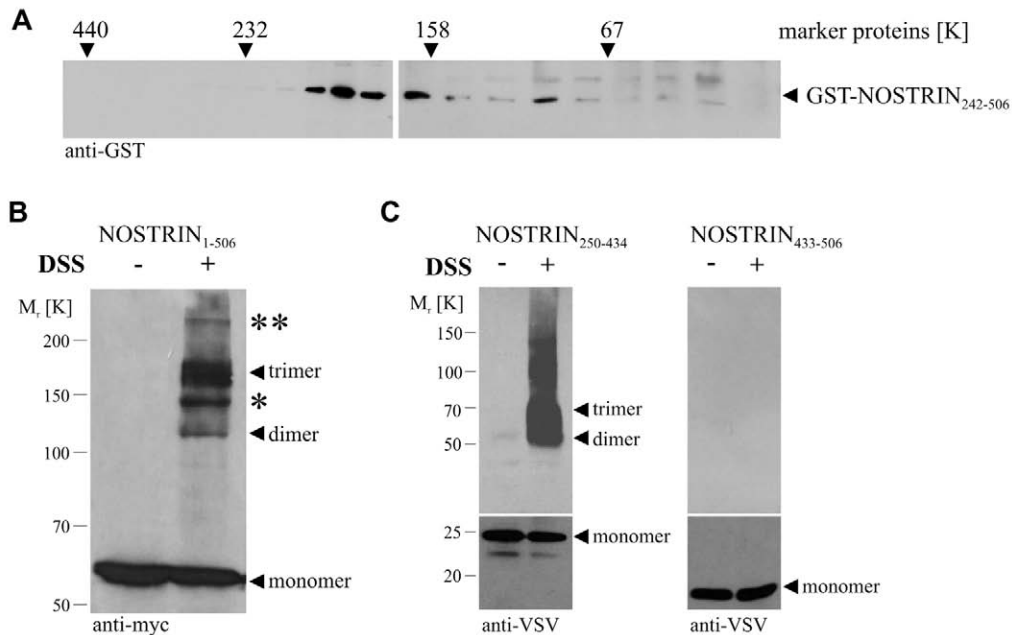 A
440 232 158 67 marker proteins [K]
GST-NOSTRIN242-506
anti-GST
B
NOSTRIN1-506
DSS - +
Mr [K]
200
**
trimer
150
*
dimer
100
70
monomer
50
anti-myc
C
NOSTRIN250-434 NOSTRIN433-506
DSS - + - +
Mr [K]
150
100
70
trimer
dimer
50
25
monomer
20
monomer
anti-VSV anti-VSV